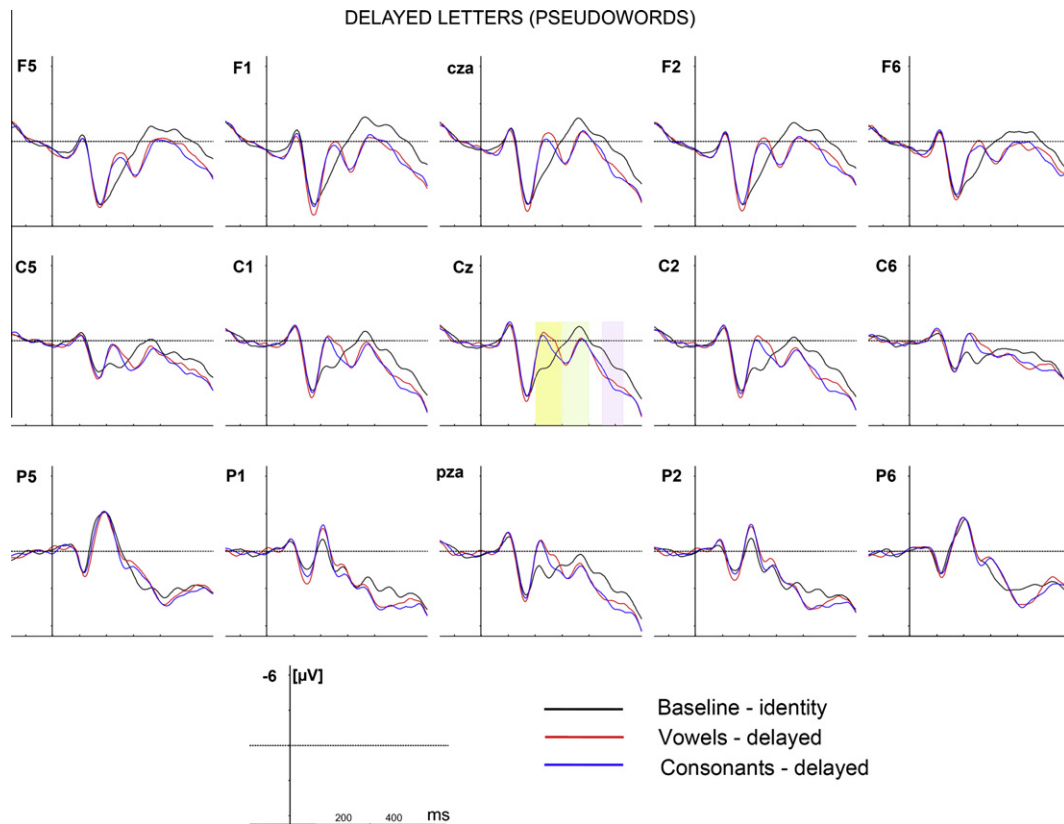 DELAYED LETTERS (PSEUDOWORDS)
F5 F1 cza F2 F6
C5 C1 Cz C2 C6
P5 P1 pza P2 P6
-6 [µV]
200 400 ms
Baseline - identity
Vowels - delayed
Consonants - delayed